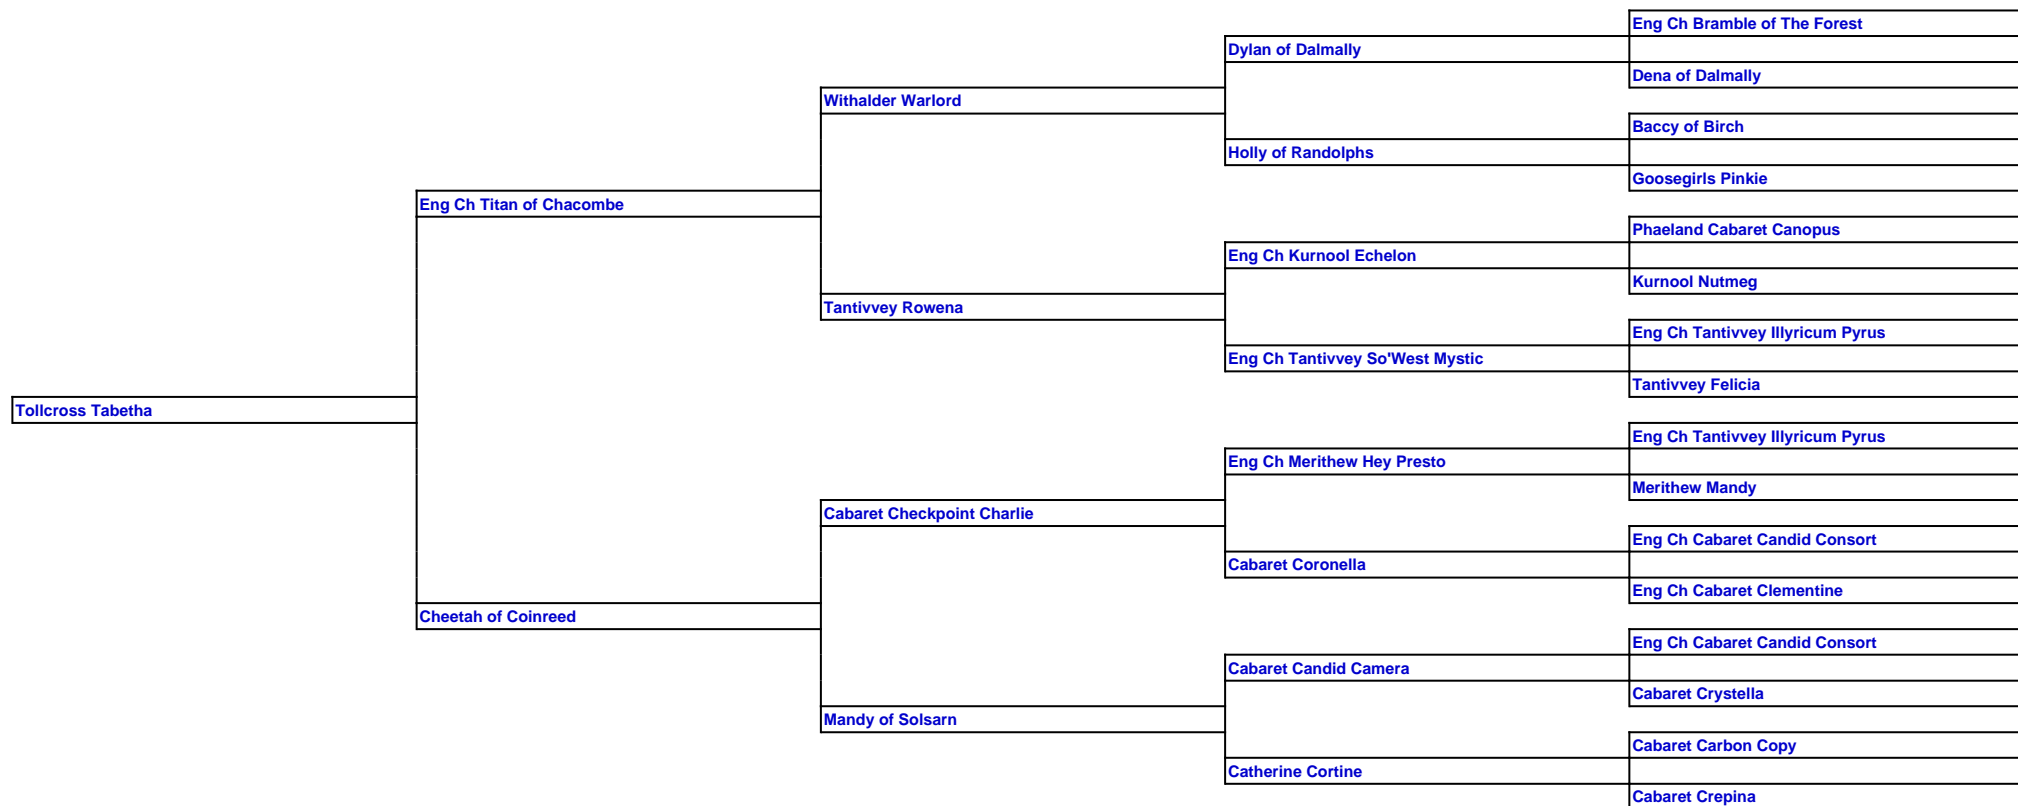 Eng Ch Bramble of The Forest
Dylan of Dalmally
Dena of Dalmally
Withalder Warlord
Baccy of Birch
Holly of Randolphs
Goosegirls Pinkie
Eng Ch Titan of Chacombe
Phaeland Cabaret Canopus
Eng Ch Kurnool Echelon
Kurnool Nutmeg
Tantivvey Rowena
Eng Ch Tantivvey Illyricum Pyrus
Eng Ch Tantivvey So'West Mystic
Tantivvey Felicia
Tollcross Tabetha
Eng Ch Tantivvey Illyricum Pyrus
Eng Ch Merithew Hey Presto
Merithew Mandy
Cabaret Checkpoint Charlie
Eng Ch Cabaret Candid Consort
Cabaret Coronella
Eng Ch Cabaret Clementine
Cheetah of Coinreed
Eng Ch Cabaret Candid Consort
Cabaret Candid Camera
Cabaret Crystella
Mandy of Solsarn
Cabaret Carbon Copy
Catherine Cortine
Cabaret Crepina